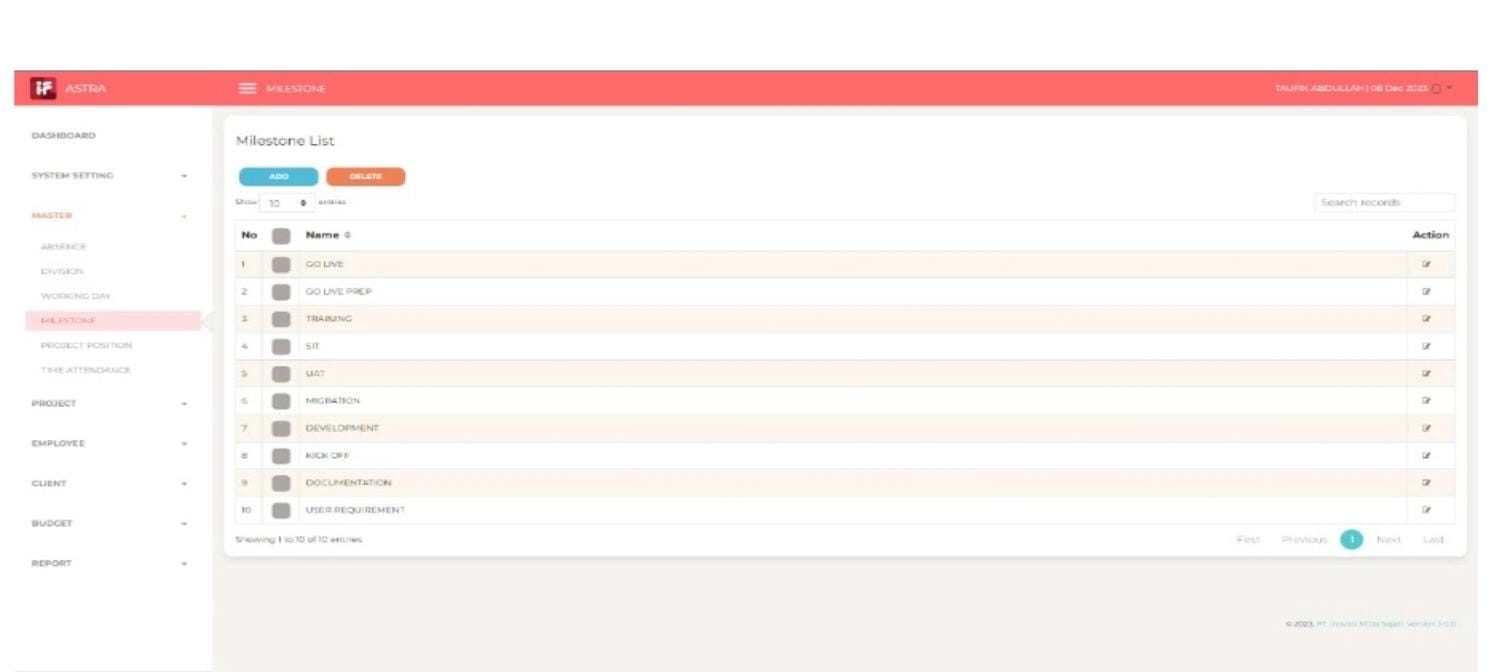 ASTRA
MILESTONE
TAUFIK ABDULLAH | 08 Dec 2023
DASHBOARD
SYSTEM SETTING
MASTER
ABSENCE
DIVISION
WORKING DAY
MILESTONE
PROJECT POSITION
TIME ATTENDANCE
PROJECT
EMPLOYEE
CLIENT
BUDGET
REPORT
Milestone List
ADD DELETE
Show 10 entries Search records
No Name Action
1 GO LIVE
2 GO LIVE PREP
3 TRAINING
4 SIT
5 UAT
6 MIGRATION
7 DEVELOPMENT
8 KICK OFF
9 DOCUMENTATION
10 USER REQUIREMENT
Showing 1 to 10 of 10 entries
First Previous 1 Next Last
© 2023, PT Inovasi Mitra Sejati Version 3.0.0